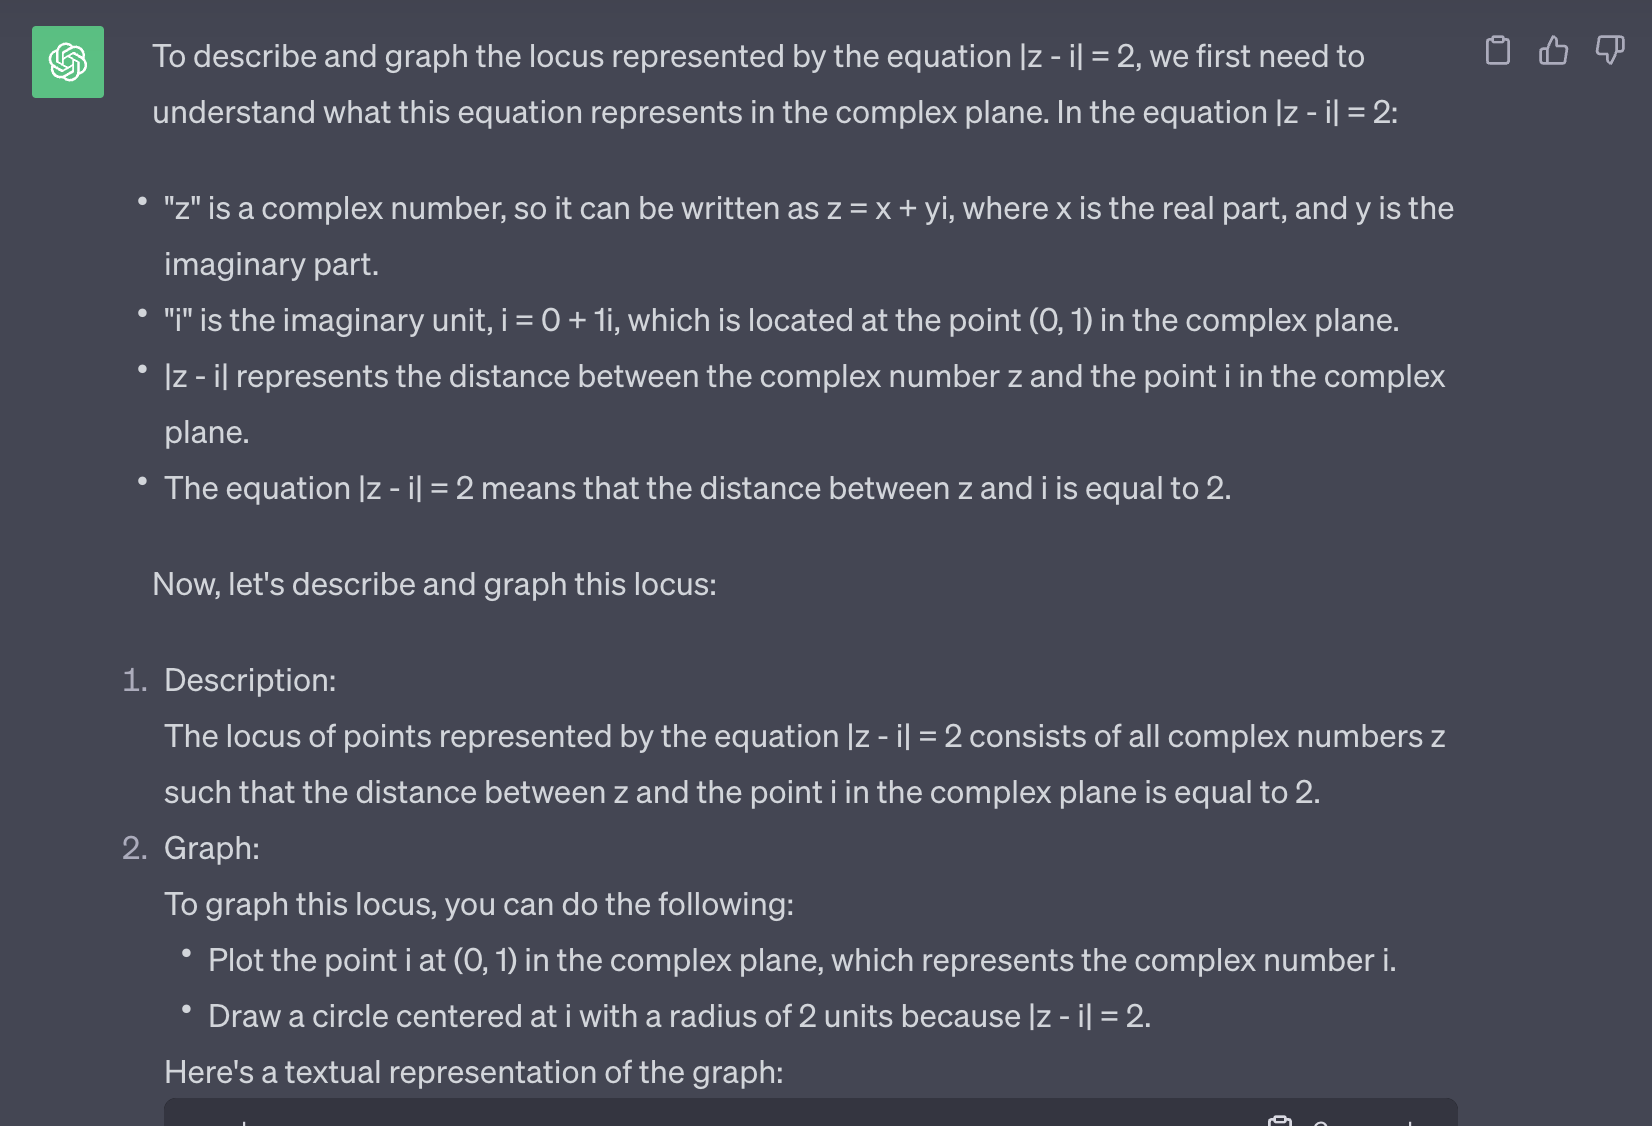 To describe and graph the locus represented by the equation |z - i| = 2, we first need to
understand what this equation represents in the complex plane. In the equation |z - i| = 2:
• "z" is a complex number, so it can be written as z = x + yi, where x is the real part, and y is the
imaginary part.
• "i" is the imaginary unit, i = 0 + 1i, which is located at the point (0, 1) in the complex plane.
• |z - i| represents the distance between the complex number z and the point i in the complex
plane.
• The equation |z - i| = 2 means that the distance between z and i is equal to 2.
Now, let's describe and graph this locus:
1. Description:
The locus of points represented by the equation |z - i| = 2 consists of all complex numbers z
such that the distance between z and the point i in the complex plane is equal to 2.
2. Graph:
To graph this locus, you can do the following:
• Plot the point i at (0, 1) in the complex plane, which represents the complex number i.
• Draw a circle centered at i with a radius of 2 units because |z - i| = 2.
Here's a textual representation of the graph: